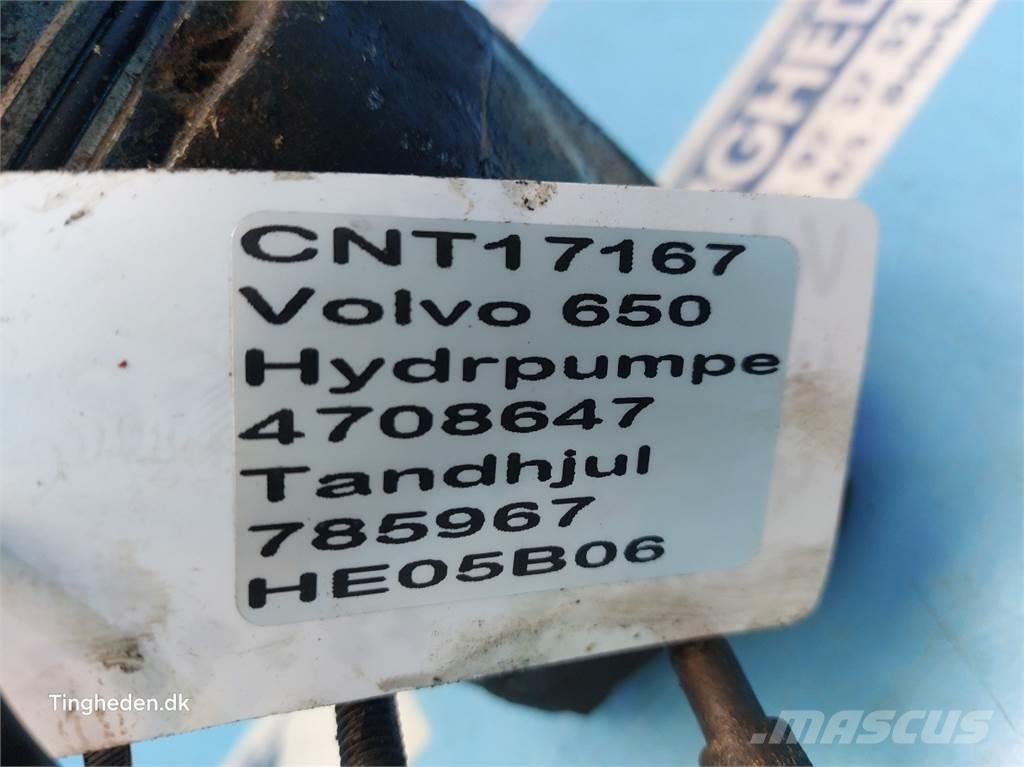 CNT17167
Volvo 650
Hydrpumpe
4708647
Tandhjul
785967
HE05B06
Tingheden.dk
MASCUS